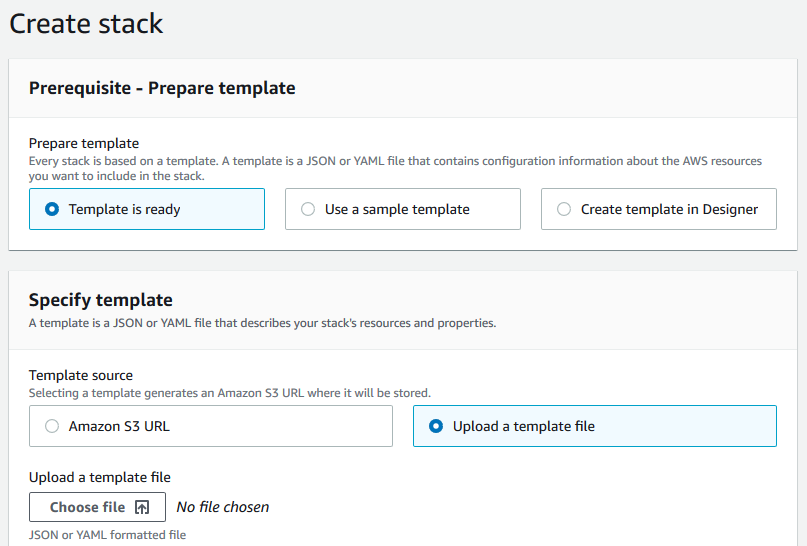 Create stack
Prerequisite - Prepare template
Prepare template
Every stack is based on a template. A template is a JSON or YAML file that contains configuration information about the AWS resources
you want to include in the stack.
Template is ready
Use a sample template
Create template in Designer
Specify template
A template is a JSON or YAML file that describes your stack's resources and properties.
Template source
Selecting a template generates an Amazon S3 URL where it will be stored.
Amazon S3 URL
Upload a template file
Upload a template file
Choose file
No file chosen
JSON or YAML formatted file